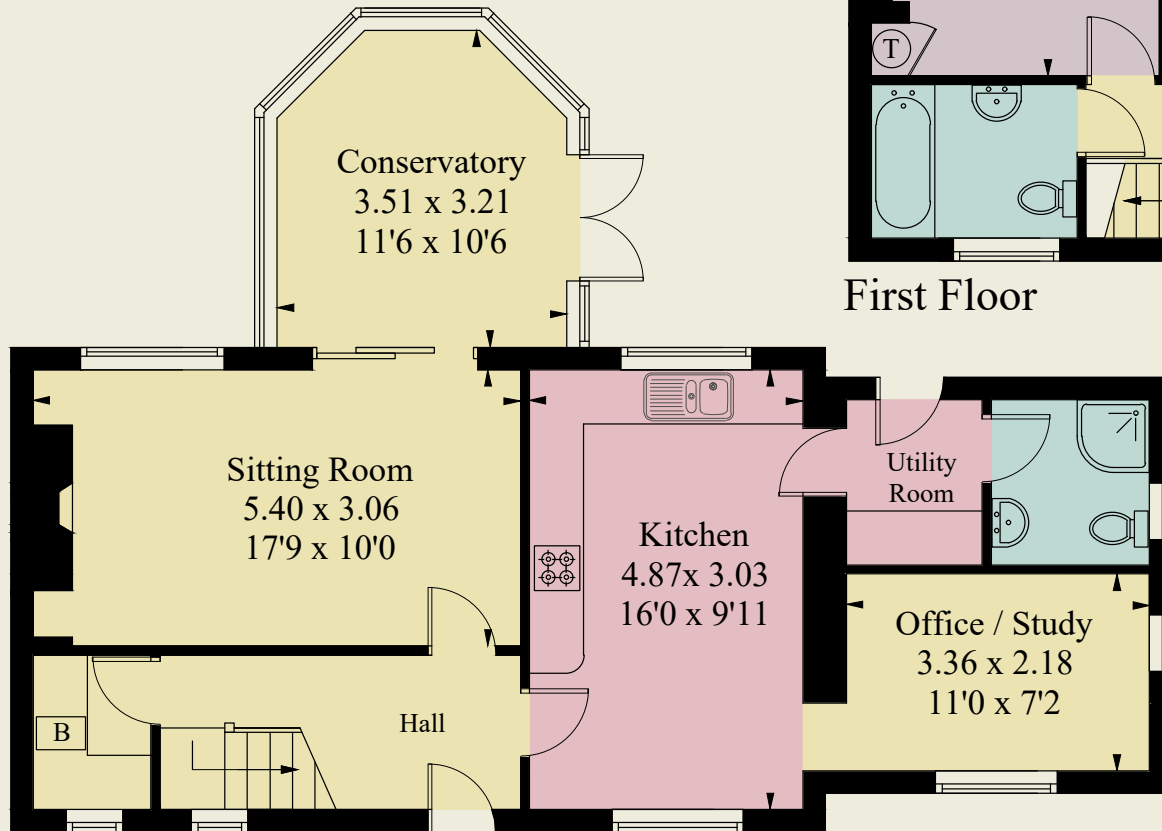 T
First Floor
Conservatory
3.51 x 3.21
11'6 x 10'6
Sitting Room
5.40 x 3.06
17'9 x 10'0
Kitchen
4.87x 3.03
16'0 x 9'11
Utility
Room
Office / Study
3.36 x 2.18
11'0 x 7'2
Hall
B